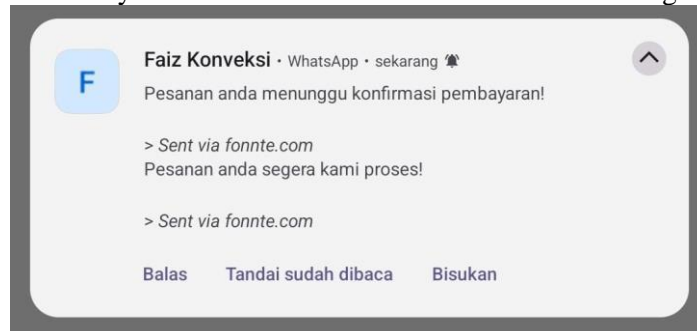 F
Faiz Konveksi · WhatsApp · sekarang
Pesanan anda menunggu konfirmasi pembayaran!
> Sent via fonnte.com
Pesanan anda segera kami proses!
> Sent via fonnte.com
Balas Tandai sudah dibaca Bisukan